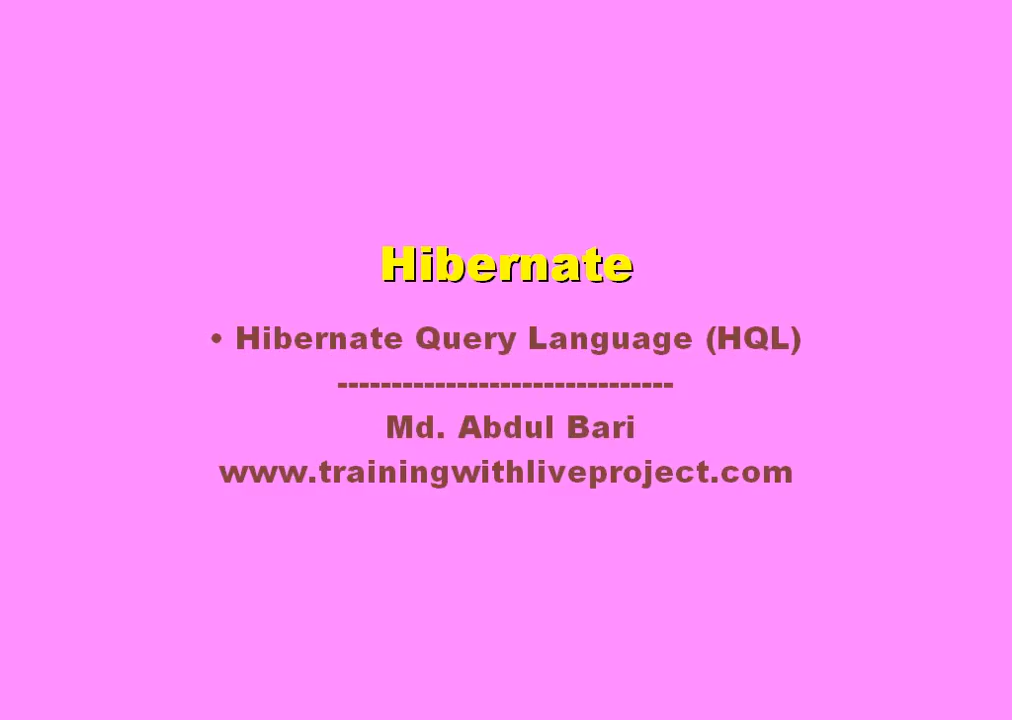 Hibernate
• Hibernate Query Language (HQL)
-------------------------------
Md. Abdul Bari
www.trainingwithliveproject.com